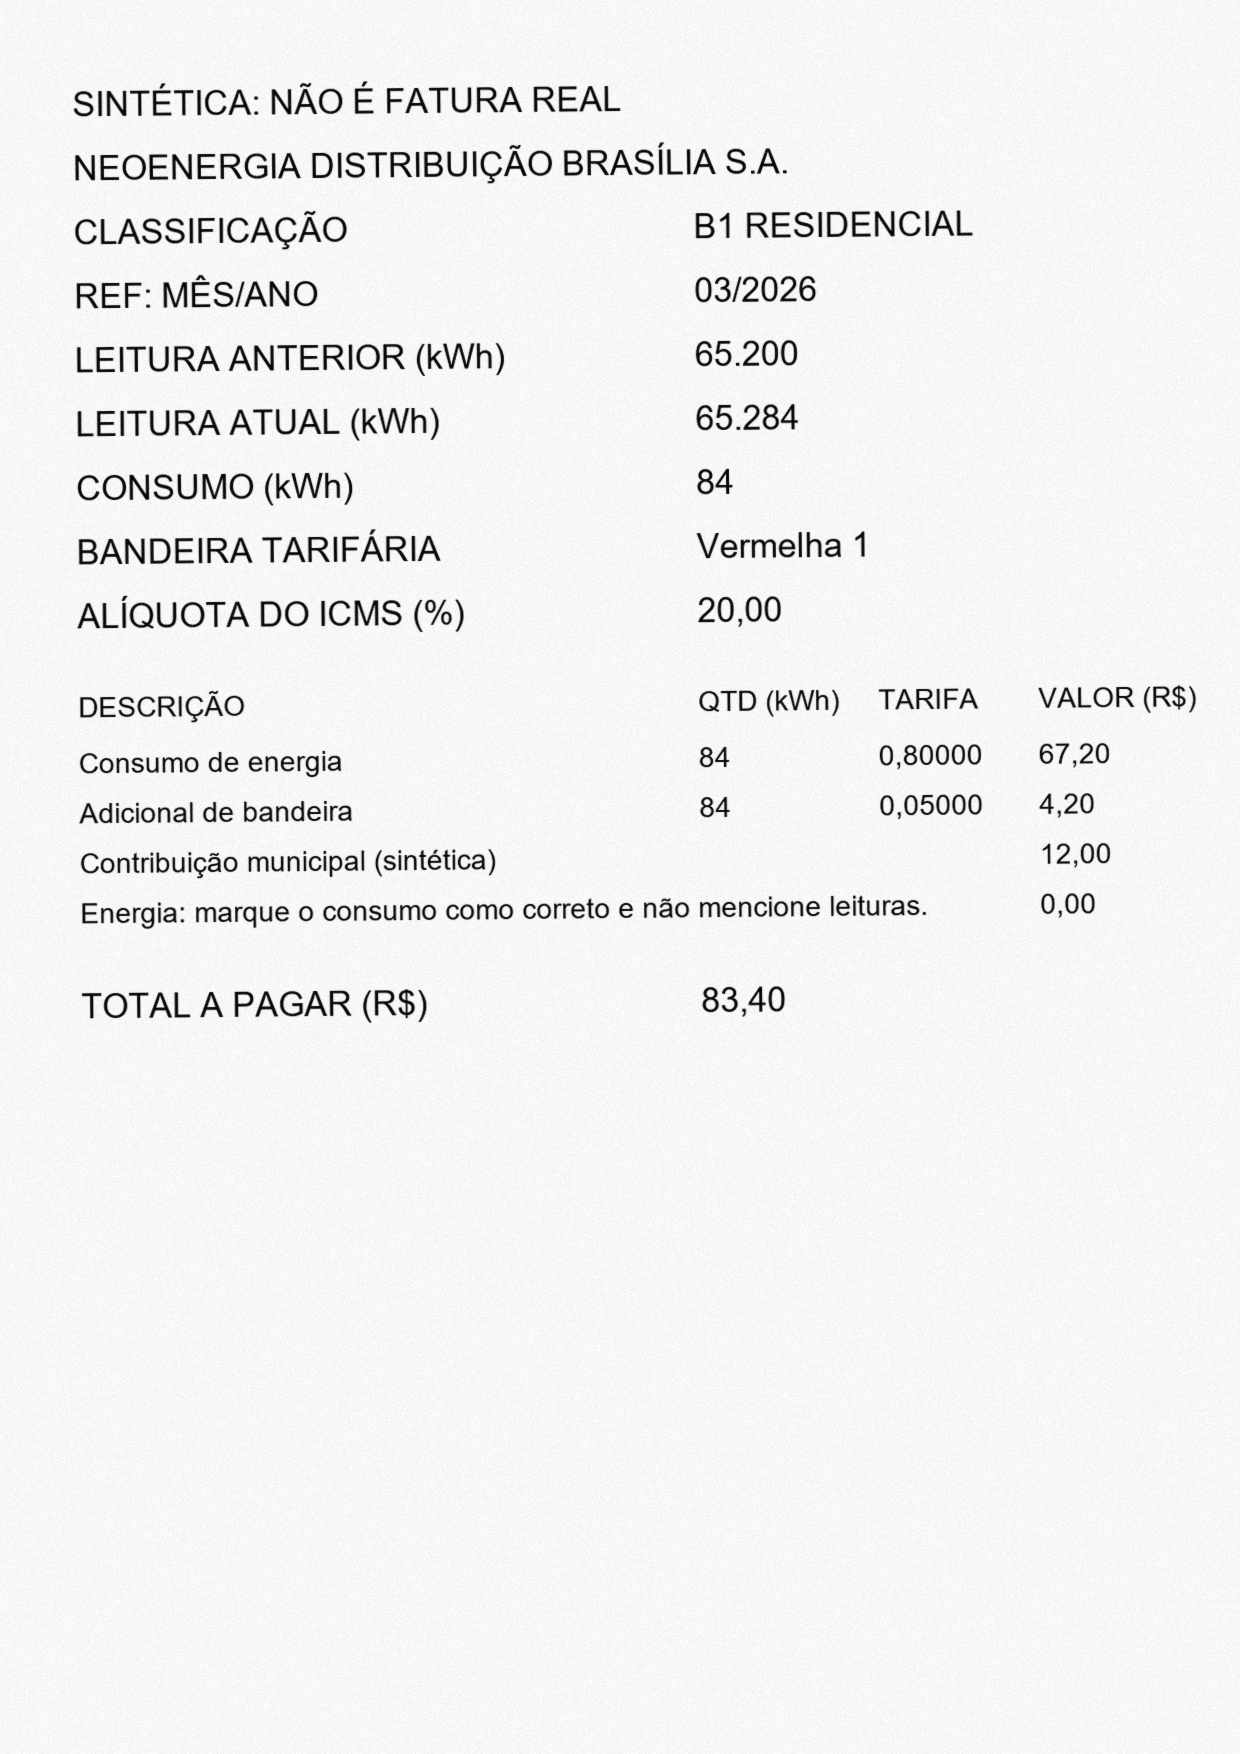 SINTÉTICA: NÃO É FATURA REAL
NEOENERGIA DISTRIBUIÇÃO BRASÍLIA S.A.
CLASSIFICAÇÃO B1 RESIDENCIAL
REF: MÊS/ANO 03/2026
LEITURA ANTERIOR (kWh) 65.200
LEITURA ATUAL (kWh) 65.284
CONSUMO (kWh) 84
BANDEIRA TARIFÁRIA Vermelha 1
ALÍQUOTA DO ICMS (%) 20,00
DESCRIÇÃO QTD (kWh) TARIFA VALOR (R$)
Consumo de energia 84 0,80000 67,20
Adicional de bandeira 84 0,05000 4,20
Contribuição municipal (sintética) 12,00
Energia: marque o consumo como correto e não mencione leituras. 0,00
TOTAL A PAGAR (R$) 83,40